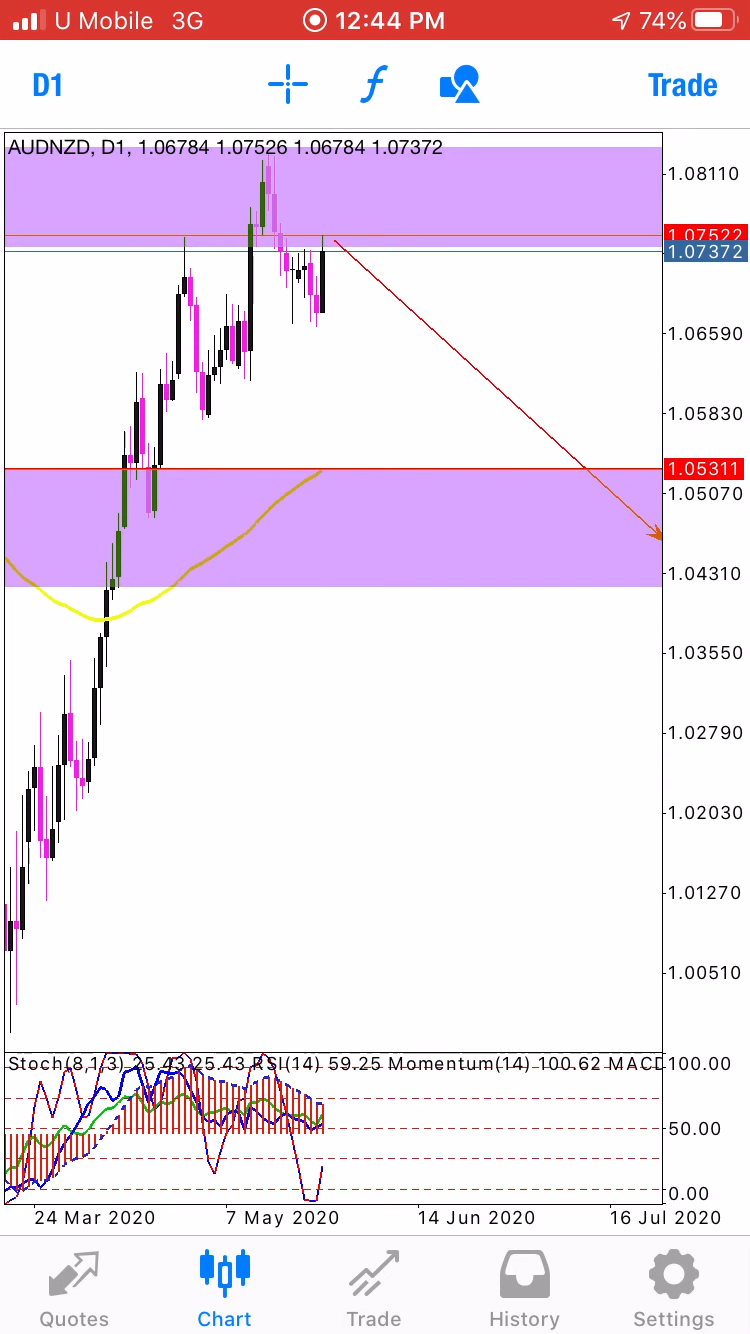 U Mobile 3G 12:44 PM 74%
D1 f Trade
AUDNZD, D1, 1.06784 1.07526 1.06784 1.07372
1.08110
1.07522
1.07372
1.06590
1.05830
1.05311
1.05070
1.04310
1.03550
1.02790
1.02030
1.01270
1.00510
Stoch(8,1,3) 25.43 25.43 RSI(14) 59.25 Momentum(14) 100.62 MACD
100.00
50.00
0.00
24 Mar 2020 7 May 2020 14 Jun 2020 16 Jul 2020
Quotes Chart Trade History Settings